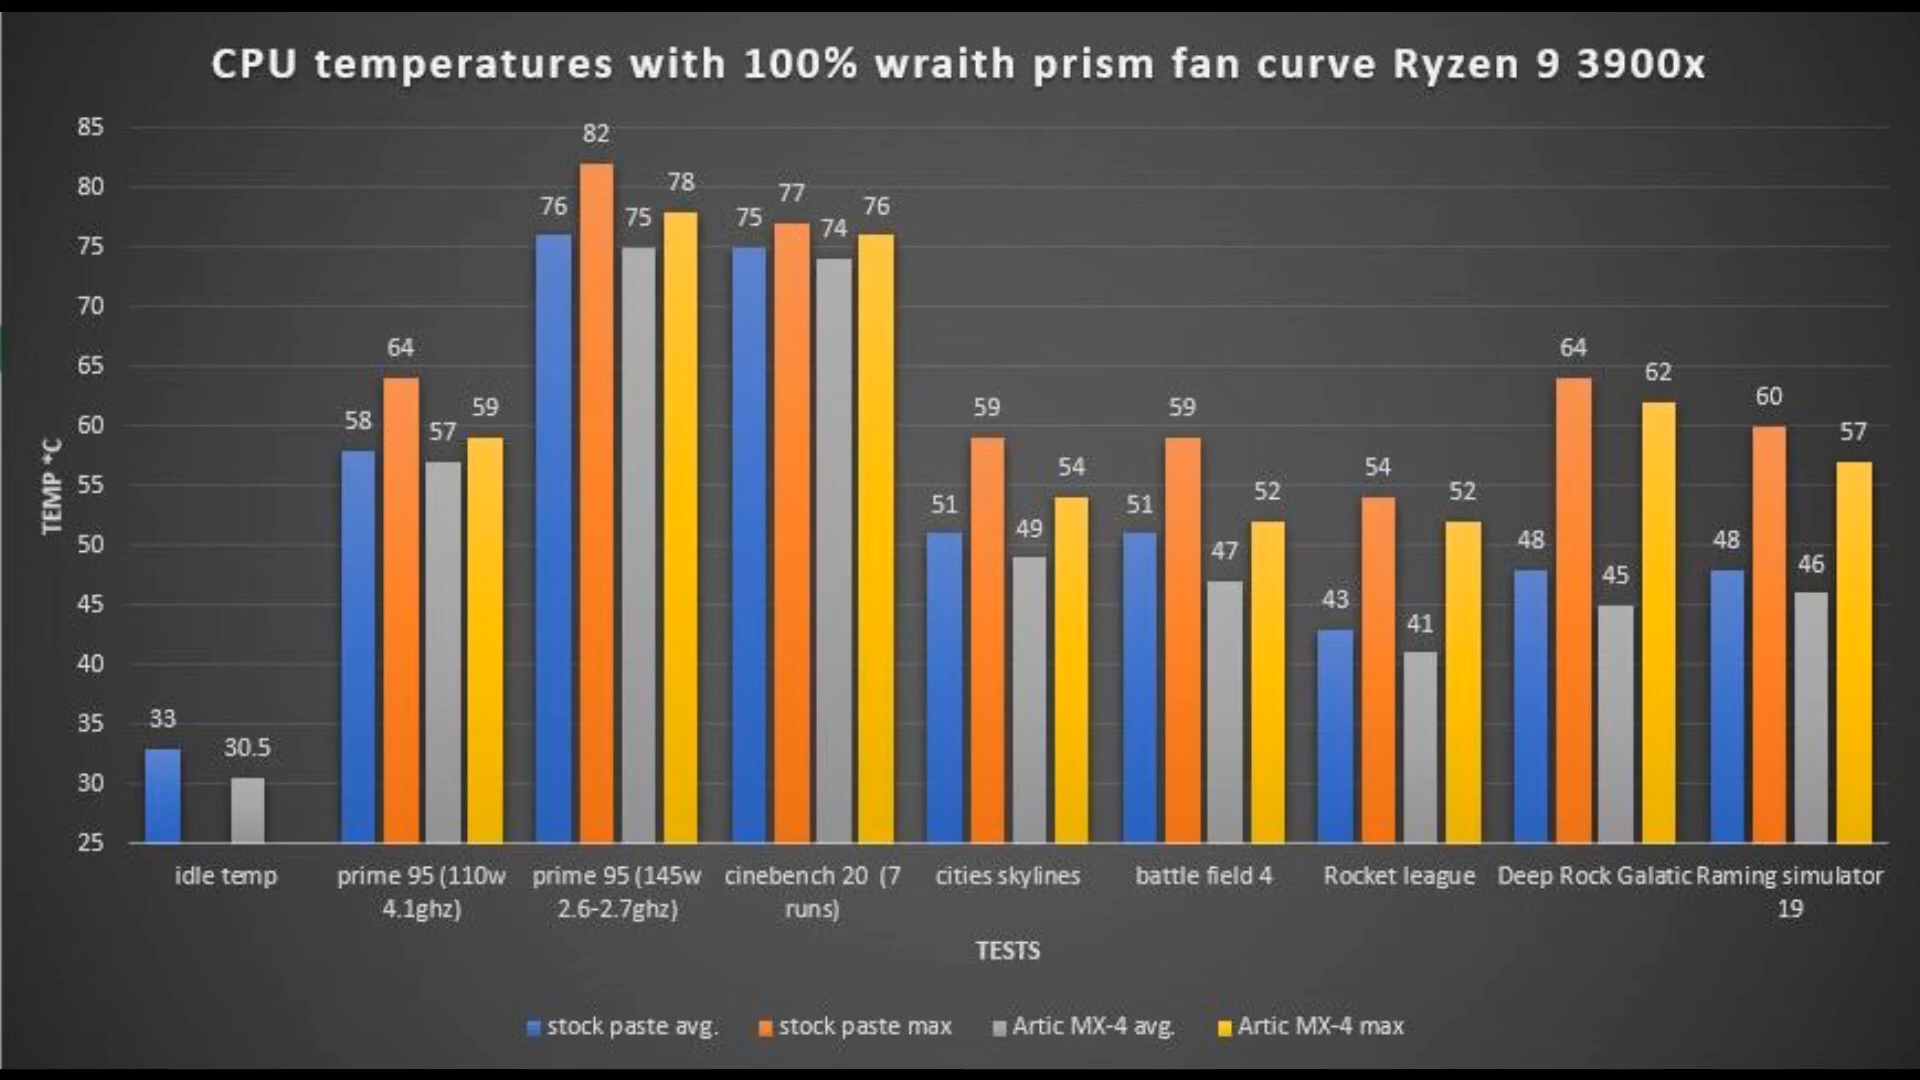 CPU temperatures with 100% wraith prism fan curve Ryzen 9 3900x
85
80
75
70
65
60
55
50
45
40
35
30
25
TEMP *C
33
30.5
58
64
57
59
76
82
75
78
75
77
74
76
51
59
49
54
51
59
47
52
43
54
41
52
48
64
45
62
48
60
46
57
idle temp
prime 95 (110w
4.1ghz)
prime 95 (145w
2.6-2.7ghz)
cinebench 20 (7
runs)
cities skylines
battle field 4
Rocket league
Deep Rock Galatic
Raming simulator
19
TESTS
stock paste avg.
stock paste max
Artic MX-4 avg.
Artic MX-4 max